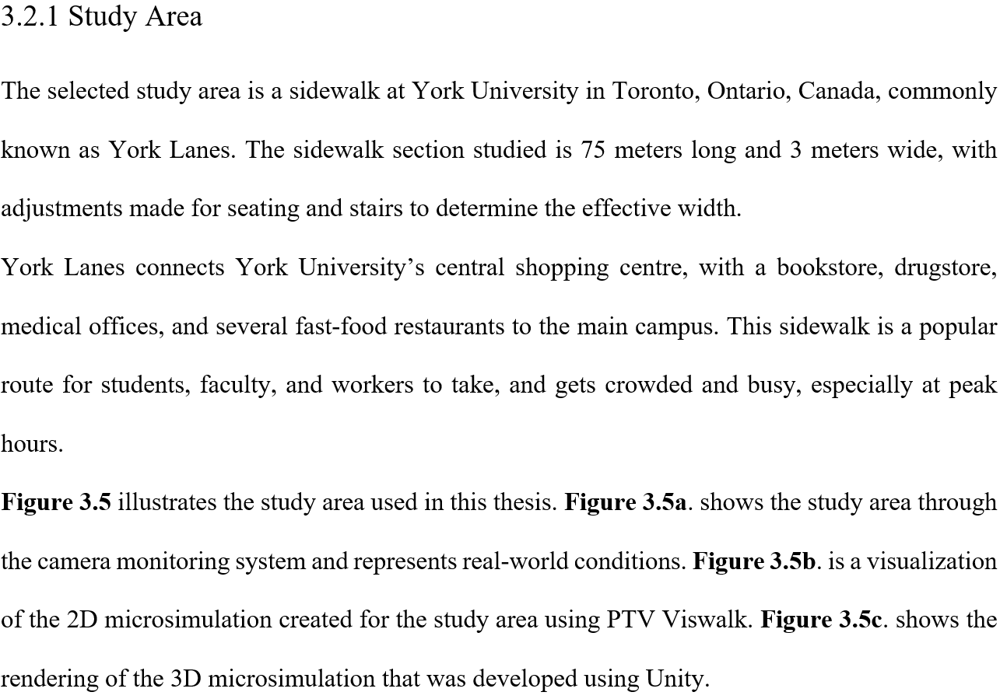 3.2.1 Study Area
The selected study area is a sidewalk at York University in Toronto, Ontario, Canada, commonly
known as York Lanes. The sidewalk section studied is 75 meters long and 3 meters wide, with
adjustments made for seating and stairs to determine the effective width.
York Lanes connects York University’s central shopping centre, with a bookstore, drugstore,
medical offices, and several fast-food restaurants to the main campus. This sidewalk is a popular
route for students, faculty, and workers to take, and gets crowded and busy, especially at peak
hours.
Figure 3.5 illustrates the study area used in this thesis. Figure 3.5a. shows the study area through
the camera monitoring system and represents real-world conditions. Figure 3.5b. is a visualization
of the 2D microsimulation created for the study area using PTV Viswalk. Figure 3.5c. shows the
rendering of the 3D microsimulation that was developed using Unity.